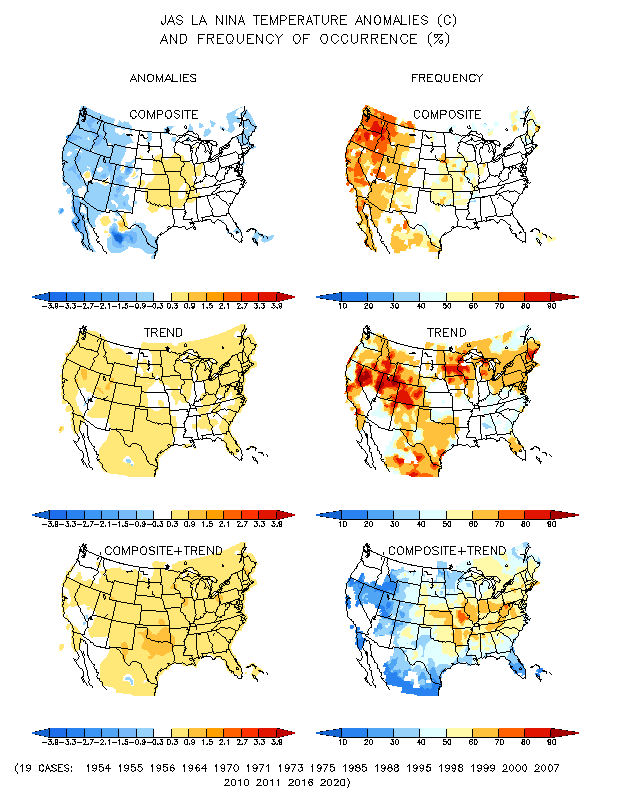 JAS LA NINA TEMPERATURE ANOMALIES (C)
AND FREQUENCY OF OCCURRENCE (%)
ANOMALIES FREQUENCY
COMPOSITE COMPOSITE
-3.9 -3.3 -2.7 -2.1 -1.5 -0.9 -0.3 0.3 0.9 1.5 2.1 2.7 3.3 3.9 10 20 30 40 50 60 70 80 90
TREND TREND
-3.9 -3.3 -2.7 -2.1 -1.5 -0.9 -0.3 0.3 0.9 1.5 2.1 2.7 3.3 3.9 10 20 30 40 50 60 70 80 90
COMPOSITE+TREND COMPOSITE+TREND
-3.9 -3.3 -2.7 -2.1 -1.5 -0.9 -0.3 0.3 0.9 1.5 2.1 2.7 3.3 3.9 10 20 30 40 50 60 70 80 90
(19 CASES: 1954 1955 1956 1964 1970 1971 1973 1975 1985 1988 1995 1998 1999 2000 2007
2010 2011 2016 2020)